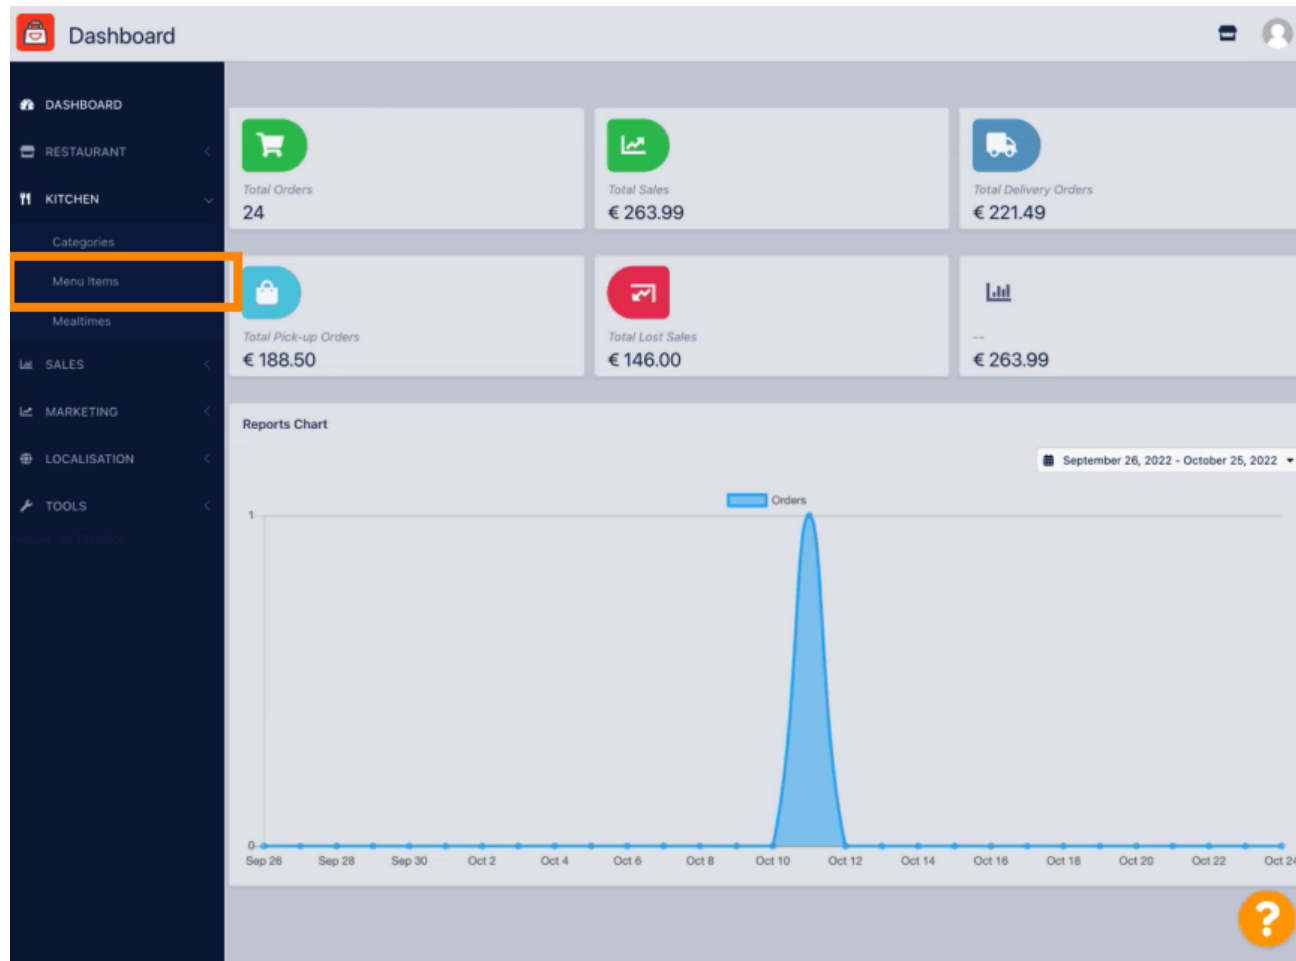 Dashboard
DASHBOARD
RESTAURANT
KITCHEN
Categories
Menu Items
Mealtimes
SALES
MARKETING
LOCALISATION
TOOLS
Total Orders
24
Total Sales
€ 263.99
Total Delivery Orders
€ 221.49
Total Pick-up Orders
€ 188.50
Total Lost Sales
€ 146.00
--
€ 263.99
Reports Chart
September 26, 2022 - October 25, 2022
Orders
1
0
Sep 26 Sep 28 Sep 30 Oct 2 Oct 4 Oct 6 Oct 8 Oct 10 Oct 12 Oct 14 Oct 16 Oct 18 Oct 20 Oct 22 Oct 24
?